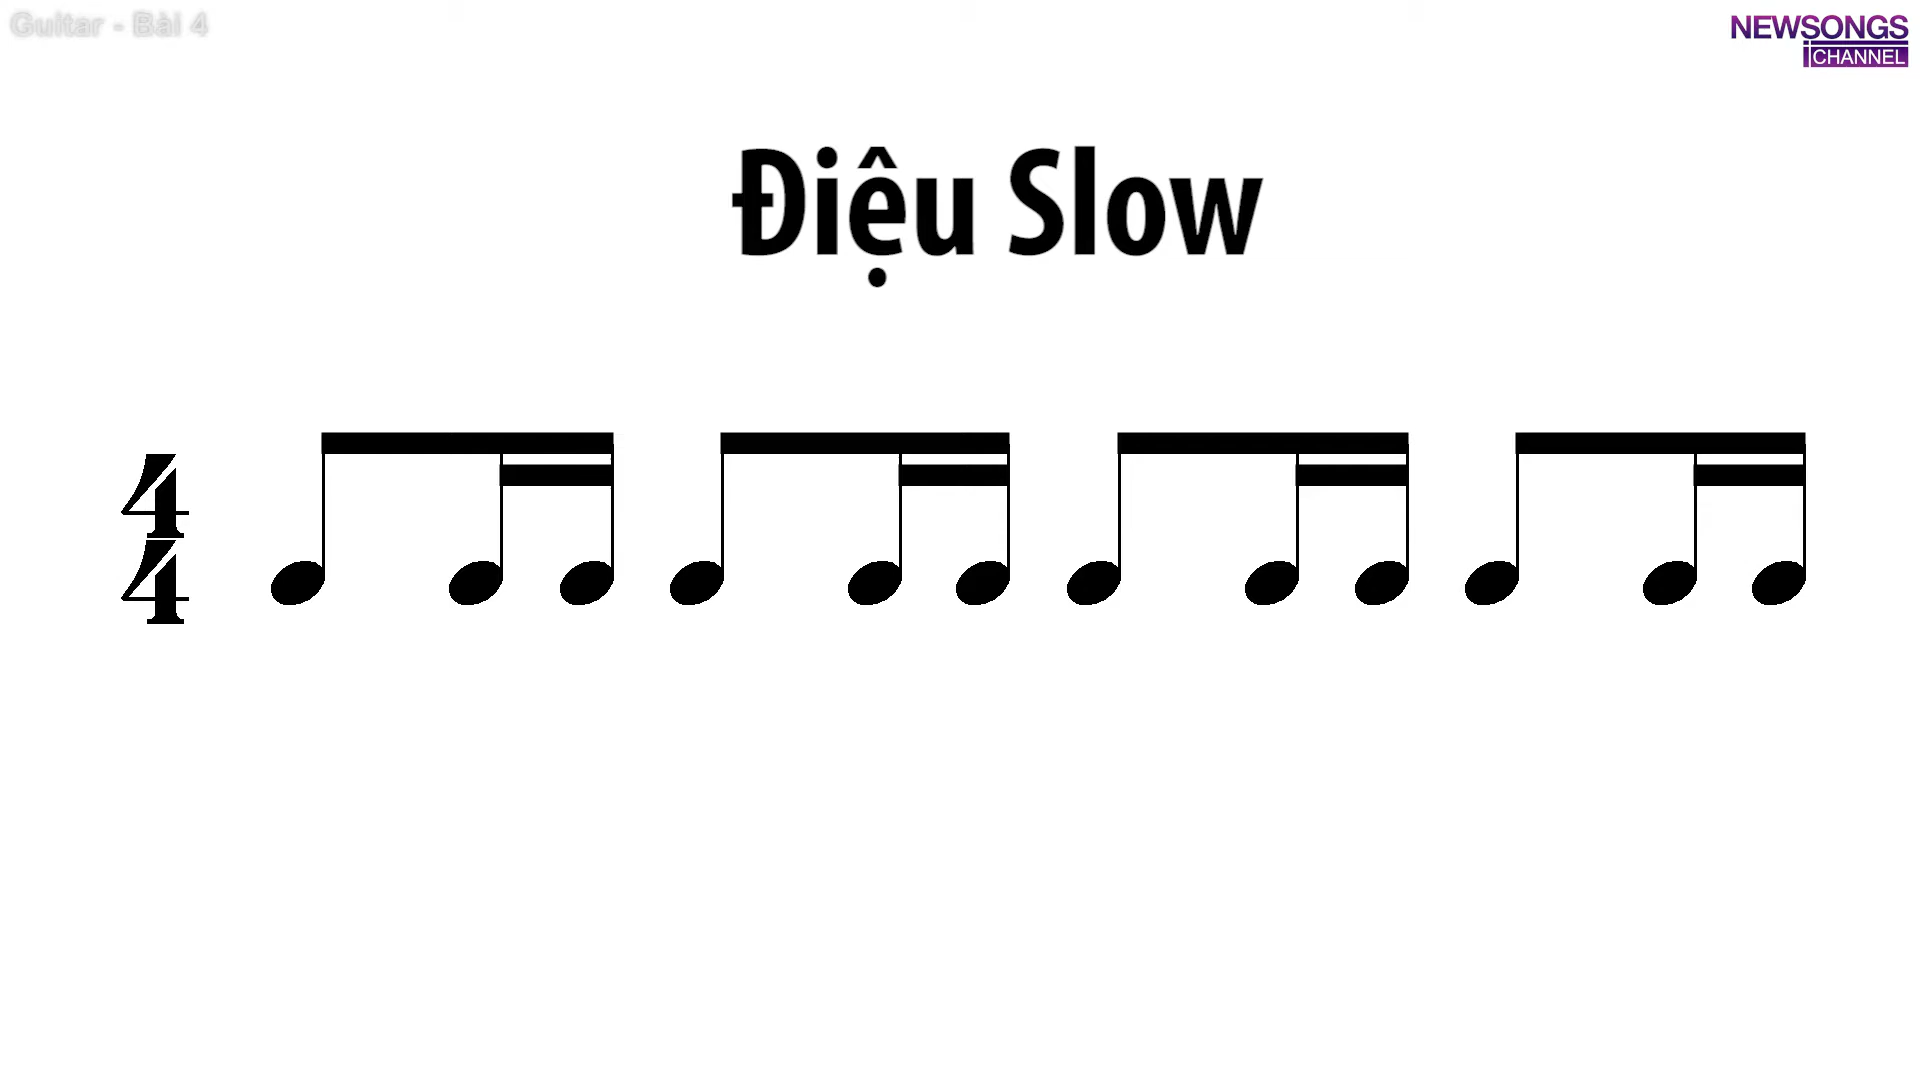 Guitar - Bài 4
NEWSONGS
CHANNEL
Điệu Slow
4
4